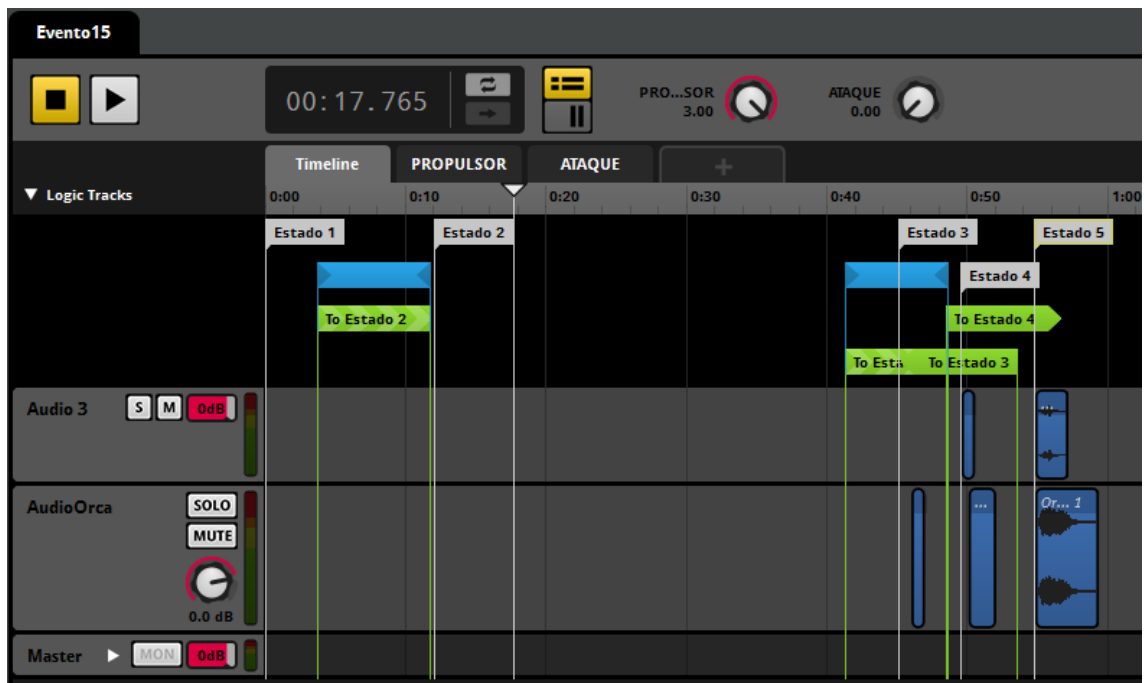 Evento15
00:17.765
PRO...SOR
3.00
ATAQUE
0.00
Timeline PROPULSOR ATAQUE +
Logic Tracks
0:00 0:10 0:20 0:30 0:40 0:50 1:00
Estado 1 Estado 2 Estado 3 Estado 5
Estado 4
To Estado 2 To Estado 4
To Esta To Estado 3
Audio 3 S M 0dB ...
AudioOrca SOLO ... Or... 1
MUTE
0.0 dB
Master MON 0dB